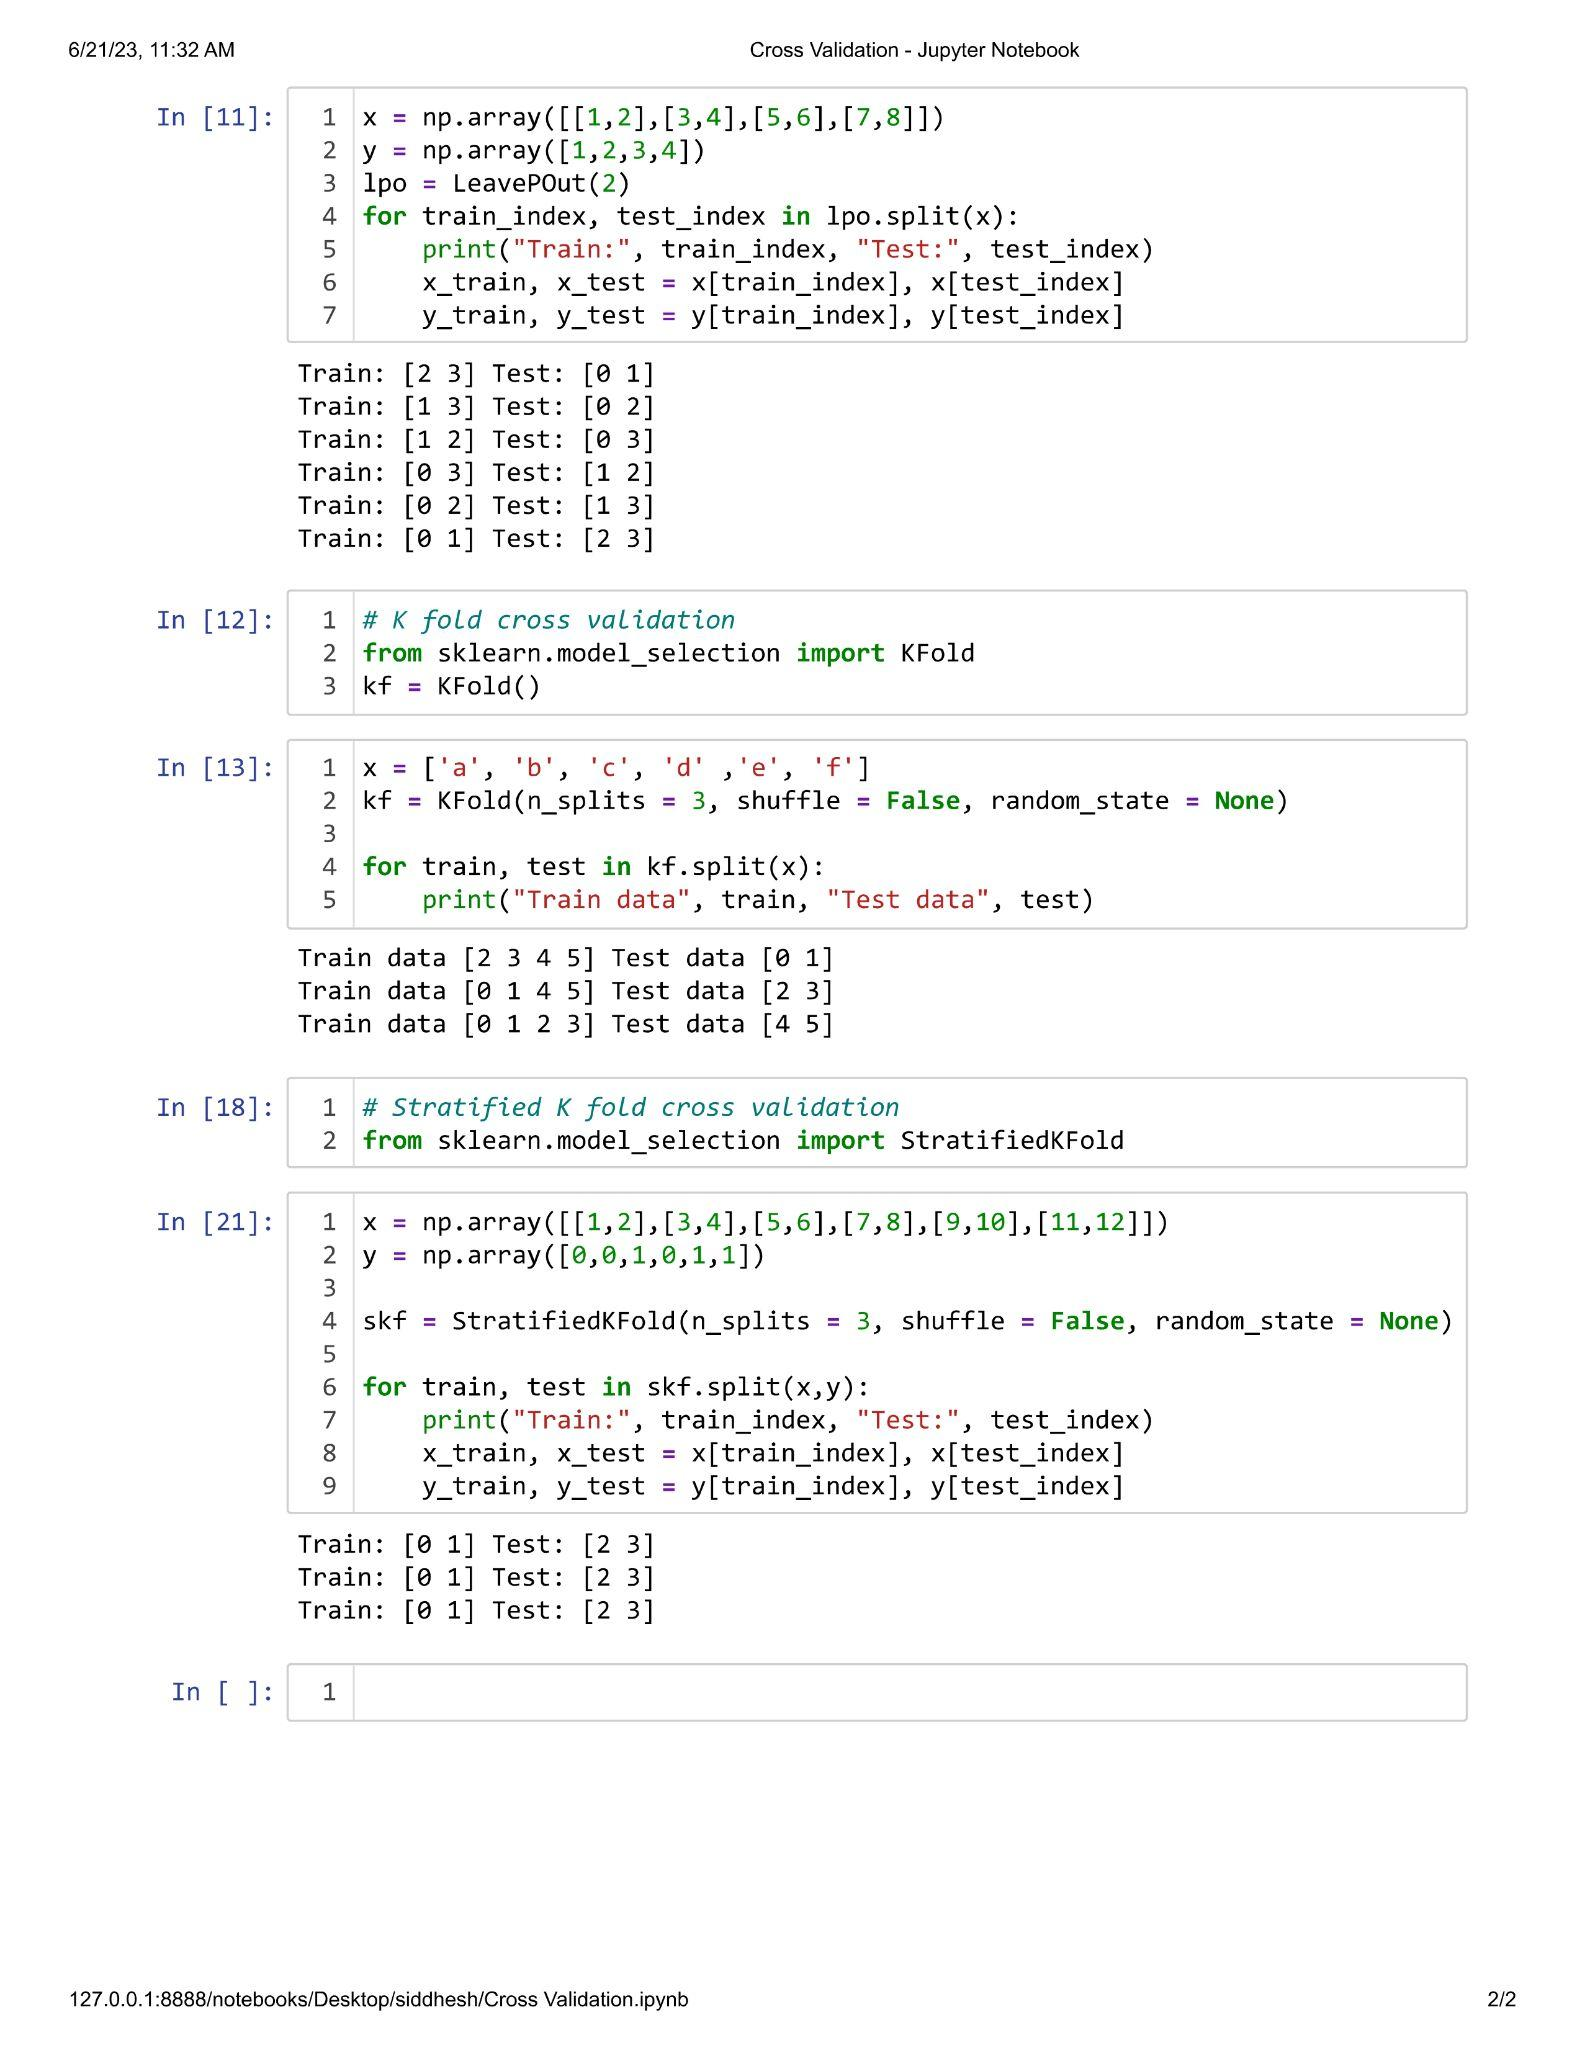 6/21/23, 11:32 AM Cross Validation - Jupyter Notebook
In [11]: 1 x = np.array([[1,2],[3,4],[5,6],[7,8]])
2 y = np.array([1,2,3,4])
3 lpo = LeavePOut(2)
4 for train_index, test_index in lpo.split(x):
5     print("Train:", train_index, "Test:", test_index)
6     x_train, x_test = x[train_index], x[test_index]
7     y_train, y_test = y[train_index], y[test_index]
Train: [2 3] Test: [0 1]
Train: [1 3] Test: [0 2]
Train: [1 2] Test: [0 3]
Train: [0 3] Test: [1 2]
Train: [0 2] Test: [1 3]
Train: [0 1] Test: [2 3]
In [12]: 1 # K fold cross validation
2 from sklearn.model_selection import KFold
3 kf = KFold()
In [13]: 1 x = ['a', 'b', 'c', 'd' ,'e', 'f']
2 kf = KFold(n_splits = 3, shuffle = False, random_state = None)
3
4 for train, test in kf.split(x):
5     print("Train data", train, "Test data", test)
Train data [2 3 4 5] Test data [0 1]
Train data [0 1 4 5] Test data [2 3]
Train data [0 1 2 3] Test data [4 5]
In [18]: 1 # Stratified K fold cross validation
2 from sklearn.model_selection import StratifiedKFold
In [21]: 1 x = np.array([[1,2],[3,4],[5,6],[7,8],[9,10],[11,12]])
2 y = np.array([0,0,1,0,1,1])
3
4 skf = StratifiedKFold(n_splits = 3, shuffle = False, random_state = None)
5
6 for train, test in skf.split(x,y):
7     print("Train:", train_index, "Test:", test_index)
8     x_train, x_test = x[train_index], x[test_index]
9     y_train, y_test = y[train_index], y[test_index]
Train: [0 1] Test: [2 3]
Train: [0 1] Test: [2 3]
Train: [0 1] Test: [2 3]
In [ ]: 1
127.0.0.1:8888/notebooks/Desktop/siddhesh/Cross Validation.ipynb 2/2